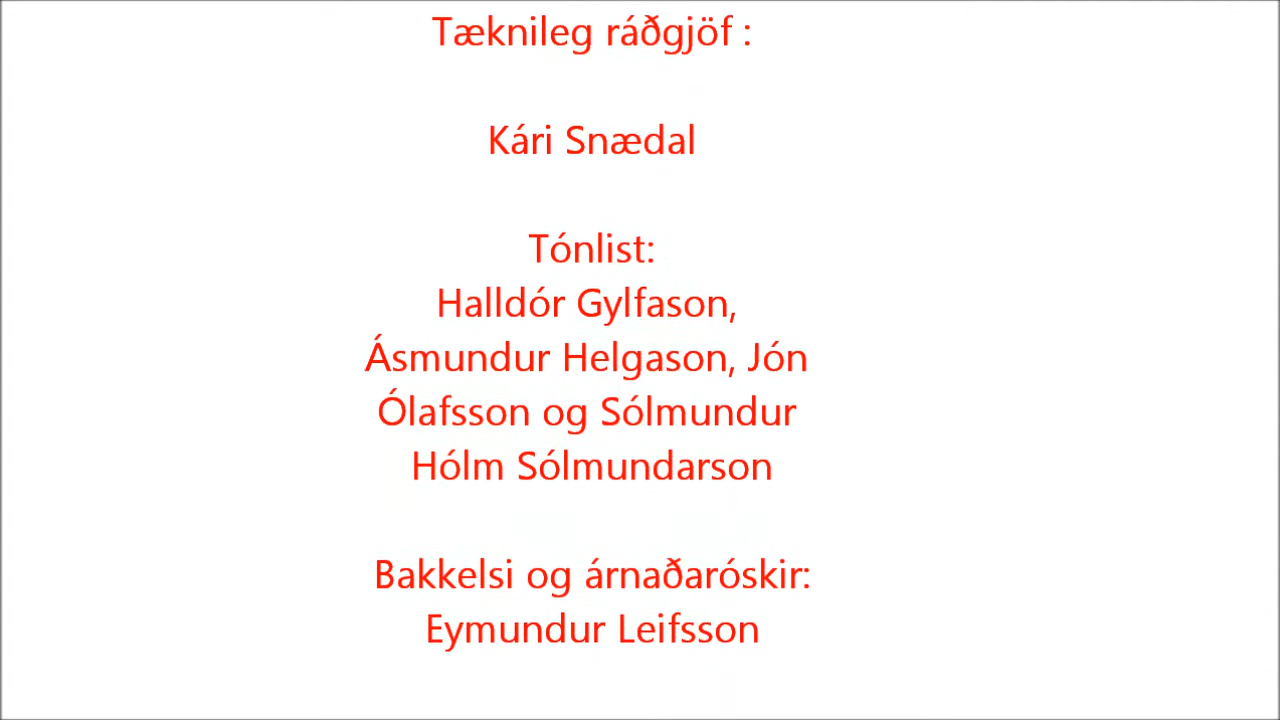 Tæknileg ráðgjöf :
Kári Snædal
Tónlist:
Halldór Gylfason,
Ásmundur Helgason, Jón
Ólafsson og Sólmundur
Hólm Sólmundarson
Bakkelsi og árnaðaróskir:
Eymundur Leifsson